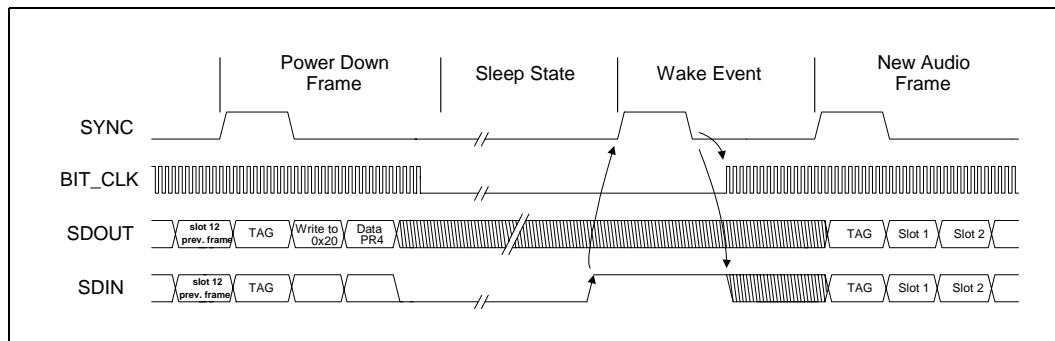 Power Down
Frame
Sleep State
Wake Event
New Audio
Frame
SYNC
BIT_CLK
SDOUT
slot 12
prev. frame
TAG
Write to
0x20
Data
PR4
TAG
Slot 1
Slot 2
SDIN
slot 12
prev. frame
TAG
TAG
Slot 1
Slot 2